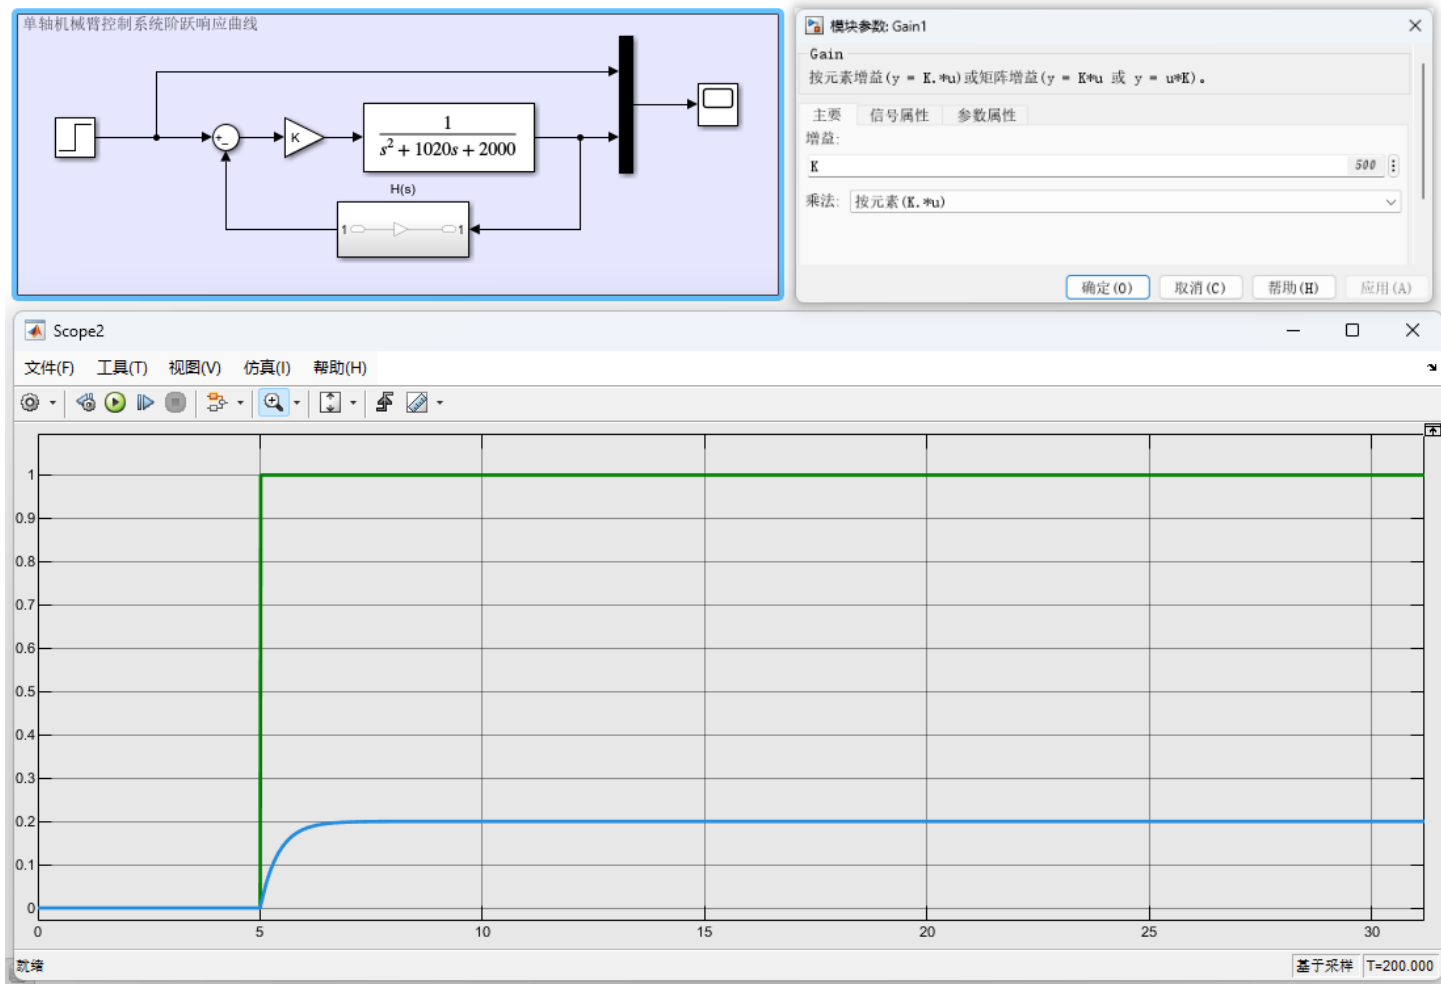 单轴机械臂控制系统阶跃响应曲线
K
1
s² + 1020s + 2000
H(s)
1
1
模块参数: Gain1
Gain
按元素增益(y = K.*u)或矩阵增益(y = K*u 或 y = u*K)。
主要 信号属性 参数属性
增益:
K 500
乘法: 按元素(K.*u)
确定(O) 取消(C) 帮助(H) 应用(A)
Scope2
文件(F) 工具(T) 视图(V) 仿真(I) 帮助(H)
1
0.9
0.8
0.7
0.6
0.5
0.4
0.3
0.2
0.1
0
0 5 10 15 20 25 30
就绪 基于采样 T=200.000